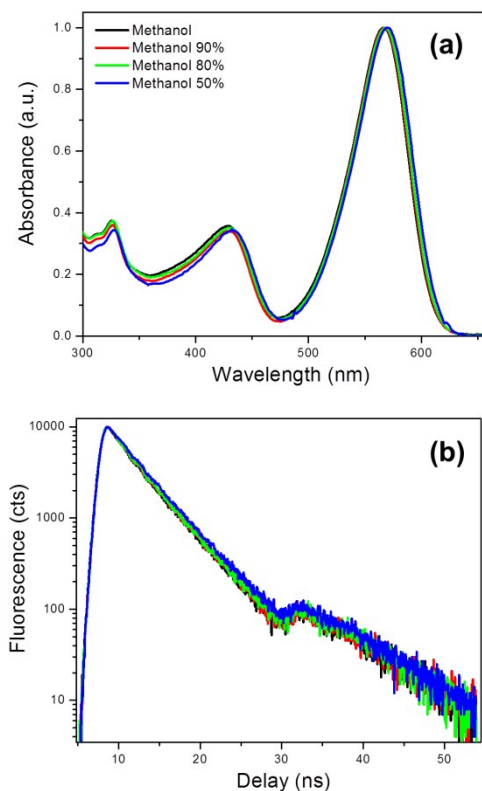 Methanol
Methanol 90%
Methanol 80%
Methanol 50%
(a)
Absorbance (a.u.)
1.0
0.8
0.6
0.4
0.2
0.0
300 400 500 600
Wavelength (nm)
(b)
Fluorescence (cts)
10000
1000
100
10
10 20 30 40 50
Delay (ns)